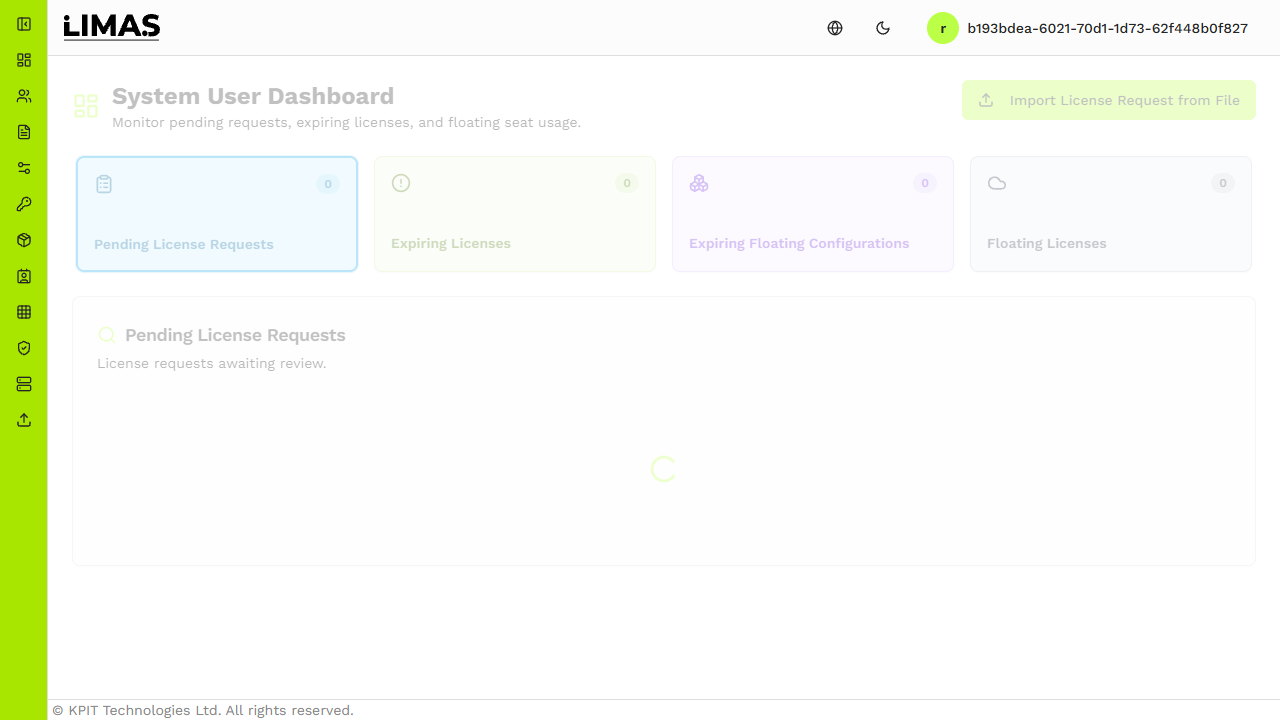 LIMAS
r
b193bdea-6021-70d1-1d73-62f448b0f827
System User Dashboard
Monitor pending requests, expiring licenses, and floating seat usage.
Import License Request from File
0
Pending License Requests
0
Expiring Licenses
0
Expiring Floating Configurations
0
Floating Licenses
Pending License Requests
License requests awaiting review.
© KPIT Technologies Ltd. All rights reserved.